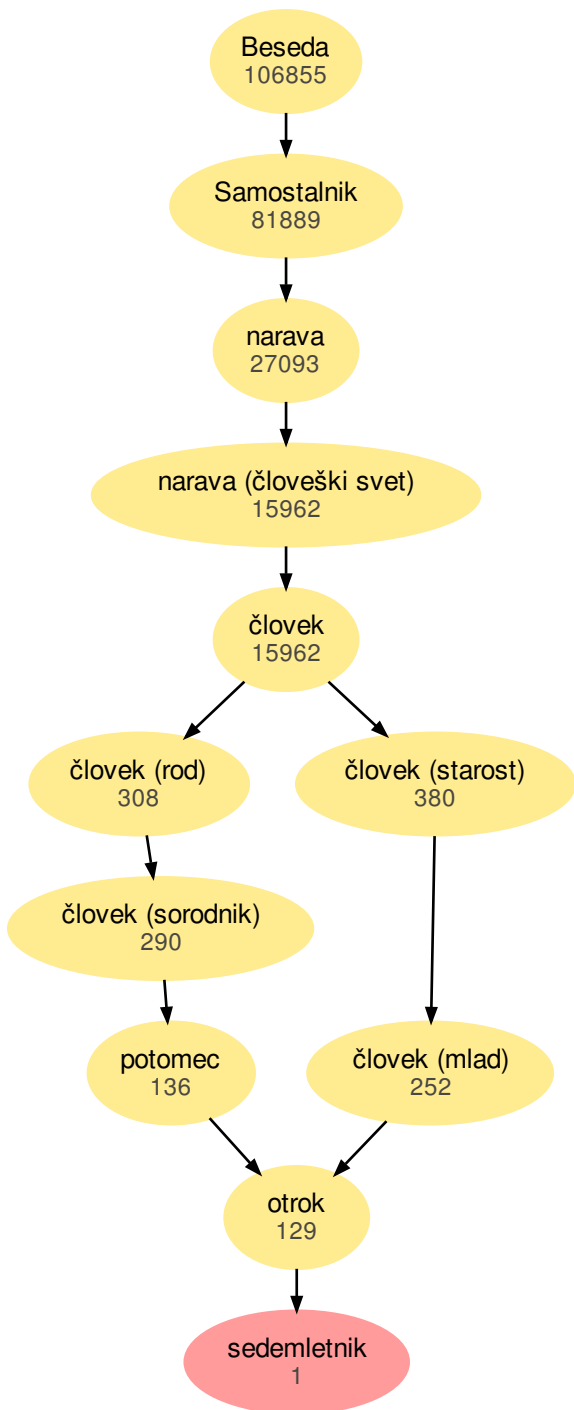 Beseda
106855
Samostalnik
81889
narava
27093
narava (človeški svet)
15962
človek
15962
človek (rod)
308
človek (starost)
380
človek (sorodnik)
290
potomec
136
človek (mlad)
252
otrok
129
sedemletnik
1